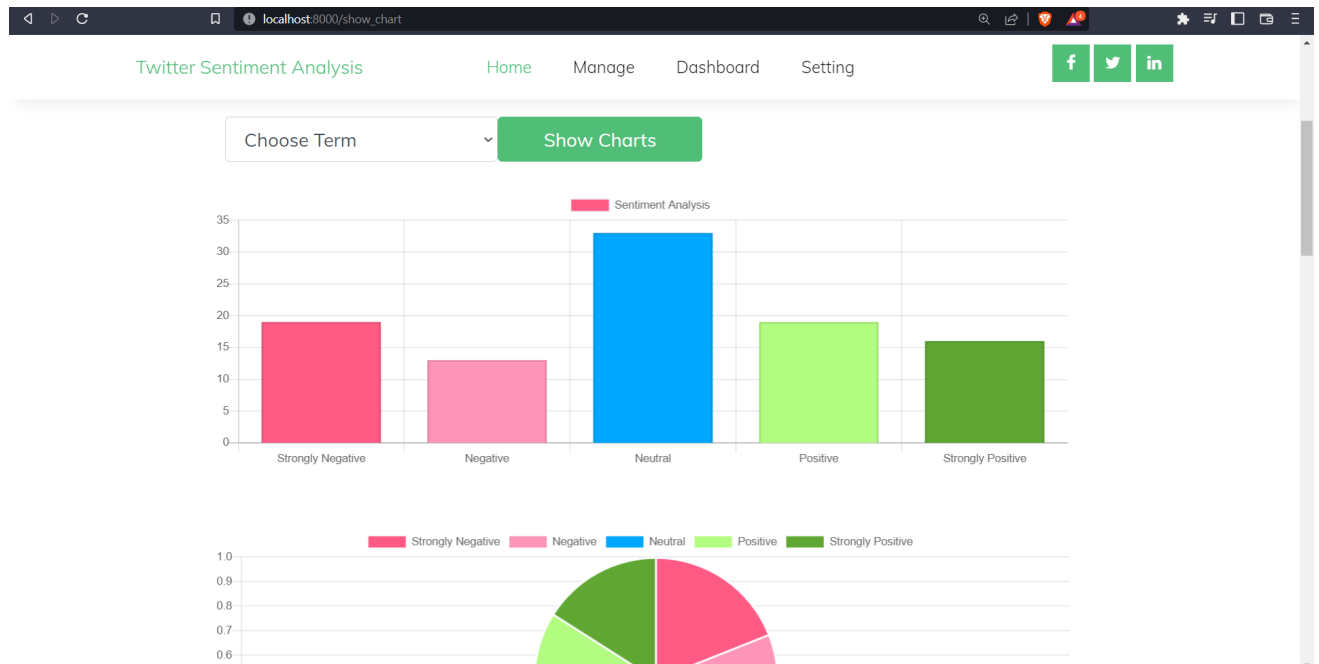 localhost:8000/show_chart
4
Twitter Sentiment Analysis Home Manage Dashboard Setting f in
Choose Term Show Charts
Sentiment Analysis
35
30
25
20
15
10
5
0
Strongly Negative Negative Neutral Positive Strongly Positive
Strongly Negative Negative Neutral Positive Strongly Positive
1.0
0.9
0.8
0.7
0.6